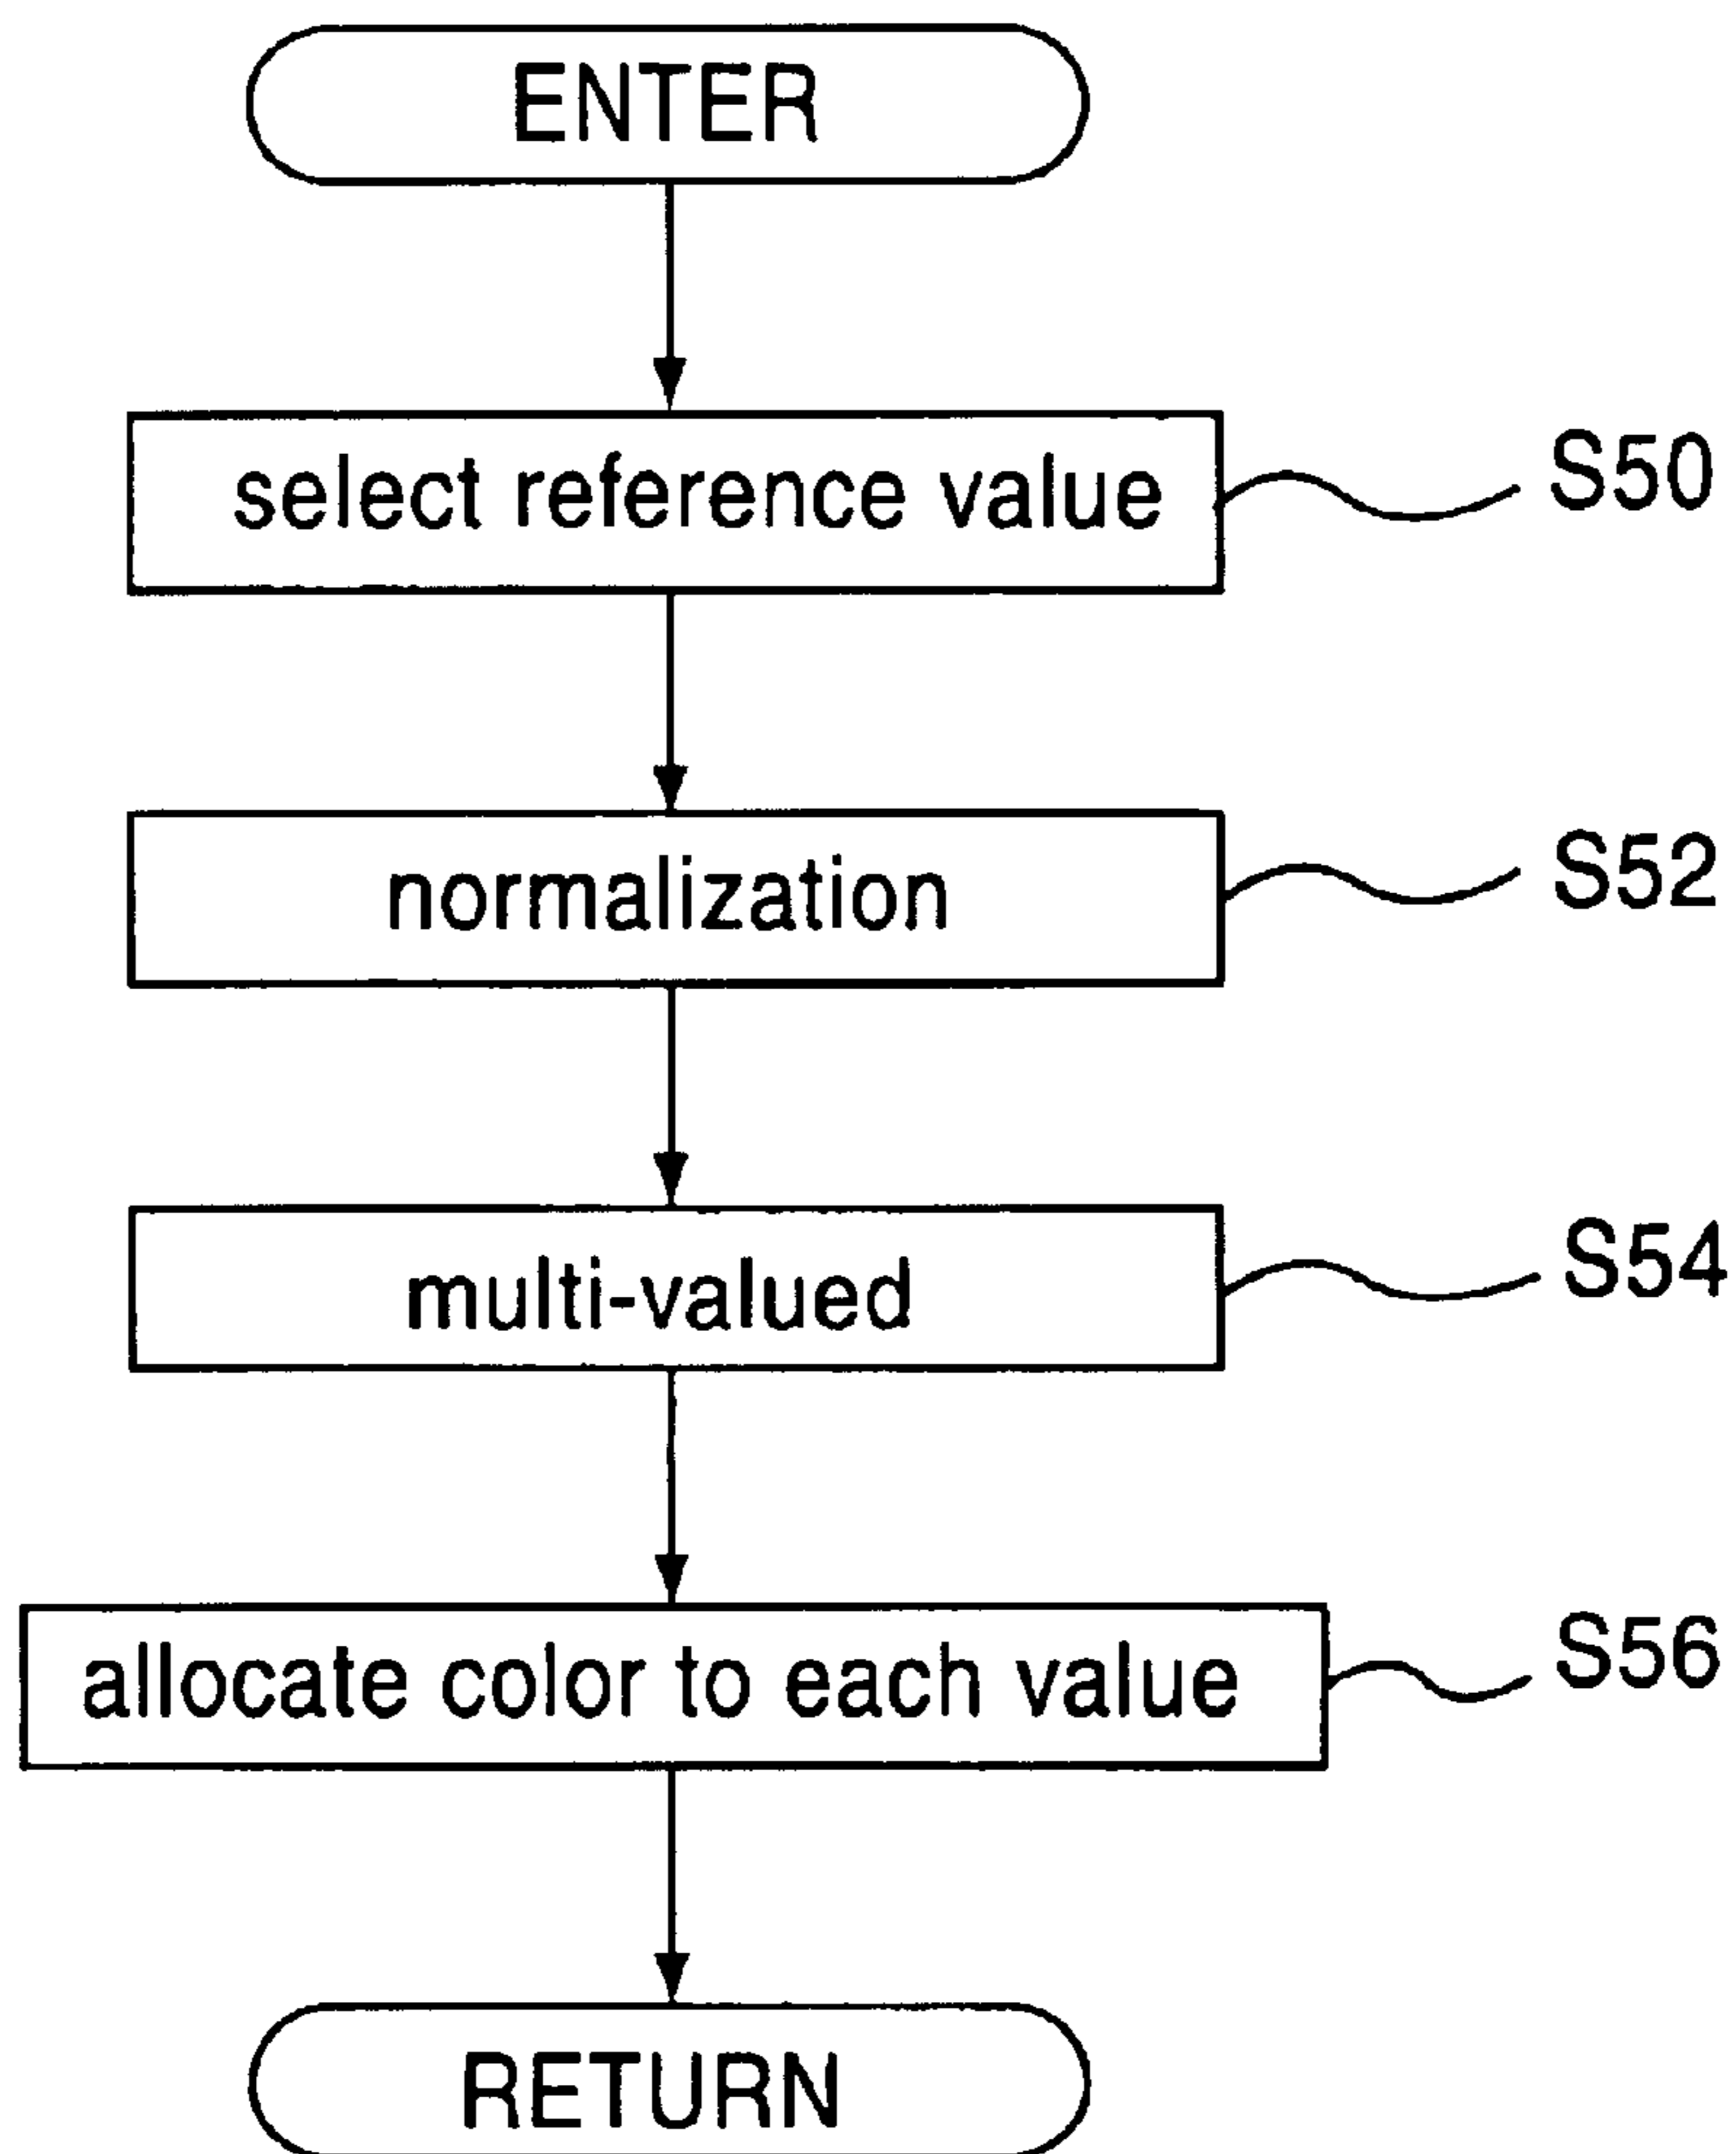 ENTER
select reference value
S50
normalization
S52
multi-valued
S54
allocate color to each value
S56
RETURN